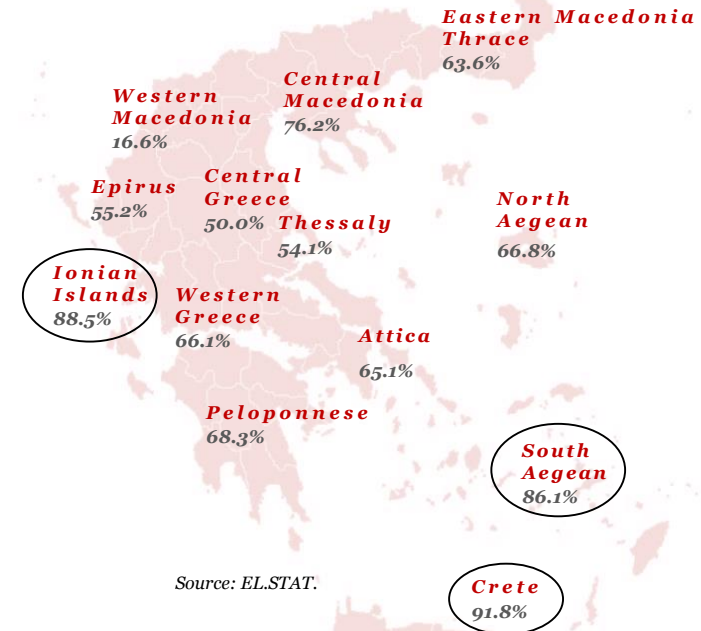 Eastern Macedonia
Thrace
63.6%
Central
Macedonia
76.2%
Western
Macedonia
16.6%
Epirus
55.2%
Central
Greece
50.0%
Thessaly
54.1%
North
Aegean
66.8%
Ionian
Islands
88.5%
Western
Greece
66.1%
Attica
65.1%
Peloponnese
68.3%
South
Aegean
86.1%
Source: EL.STAT.
Crete
91.8%